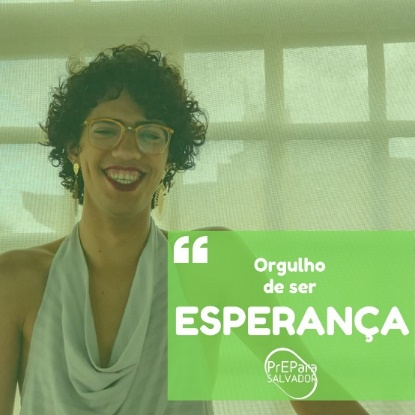 “
Orgulho
de ser
ESPERANÇA
PrEPara
SALVADOR